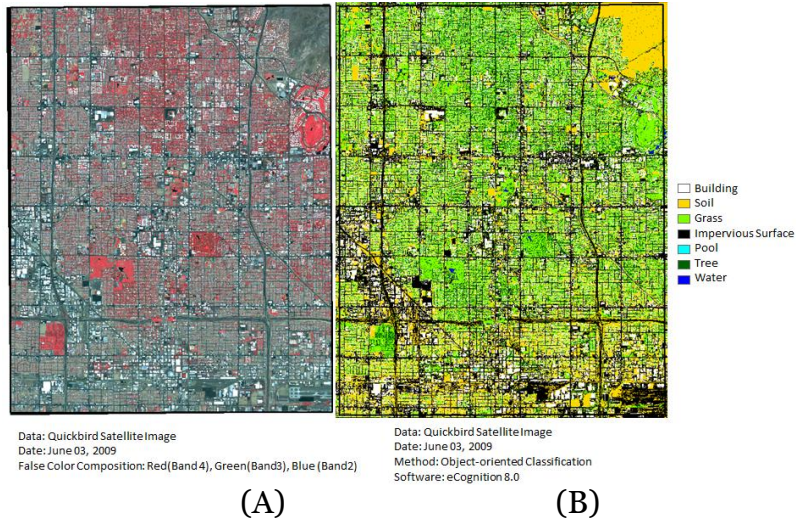 Building
Soil
Grass
Impervious Surface
Pool
Tree
Water
Data: Quickbird Satellite Image
Date: June 03, 2009
False Color Composition: Red(Band 4), Green(Band3), Blue (Band2)
Data: Quickbird Satellite Image
Date: June 03, 2009
Method: Object-oriented Classification
Software: eCognition 8.0
(A)
(B)